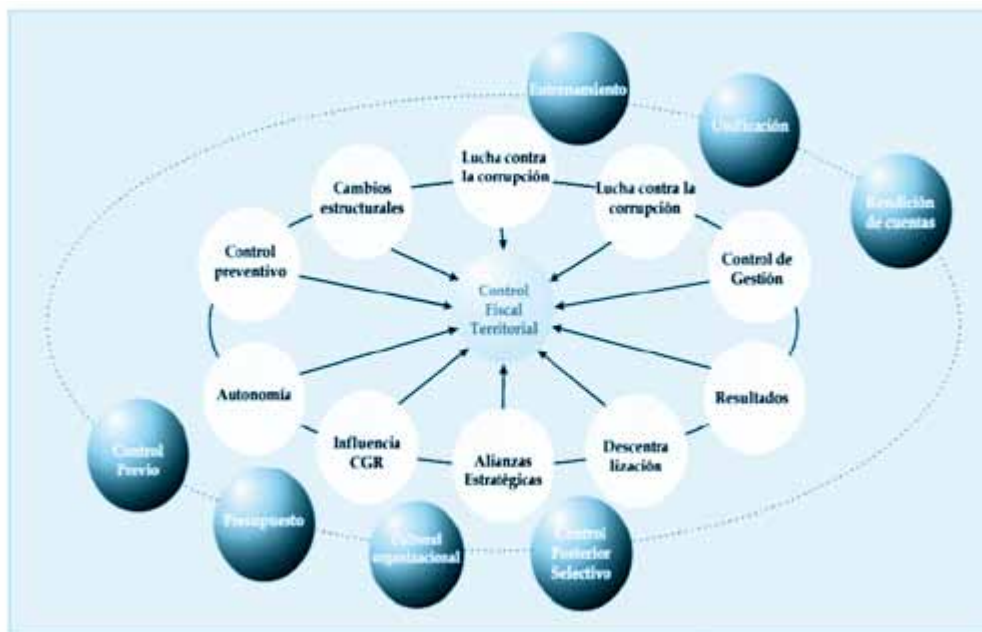 Entrenamiento
Unificación
Rendición
de cuentas
Lucha contra
la corrupción
Cambios
estructurales
Lucha contra la
corrupción
Control
preventivo
Control de
Gestión
Control
Fiscal
Territorial
Autonomía
Resultados
Influencia
CGR
Alianzas
Estratégicas
Descentra
lización
Control
Previo
Presupuesto
Cultural
organizacional
Control
Posterior
Selectivo